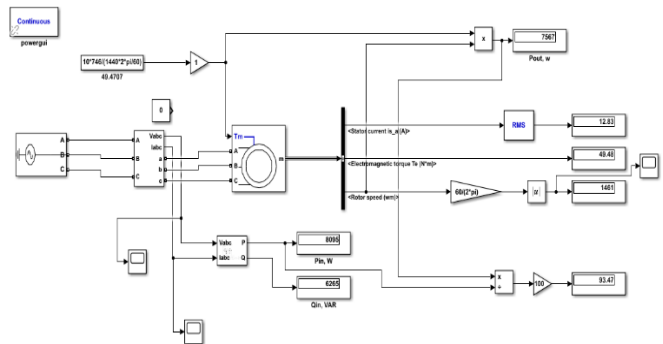 Continuous
powergui
10*746/(1440*2*pi/60)
49.4707
1
x
7567
Pout, w
0
A
B
C
A
B
C
Vabc
Iabc
a
b
c
Tm
A
B
C
m
<Stator current is_a (A)>
RMS
12.83
<Electromagnetic torque Te (N*m)>
49.48
<Rotor speed (wm)>
60/(2*pi)
|u|
1461
Vabc
Iabc
P
Q
8095
Pin, W
6265
Qin, VAR
x
÷
100
93.47